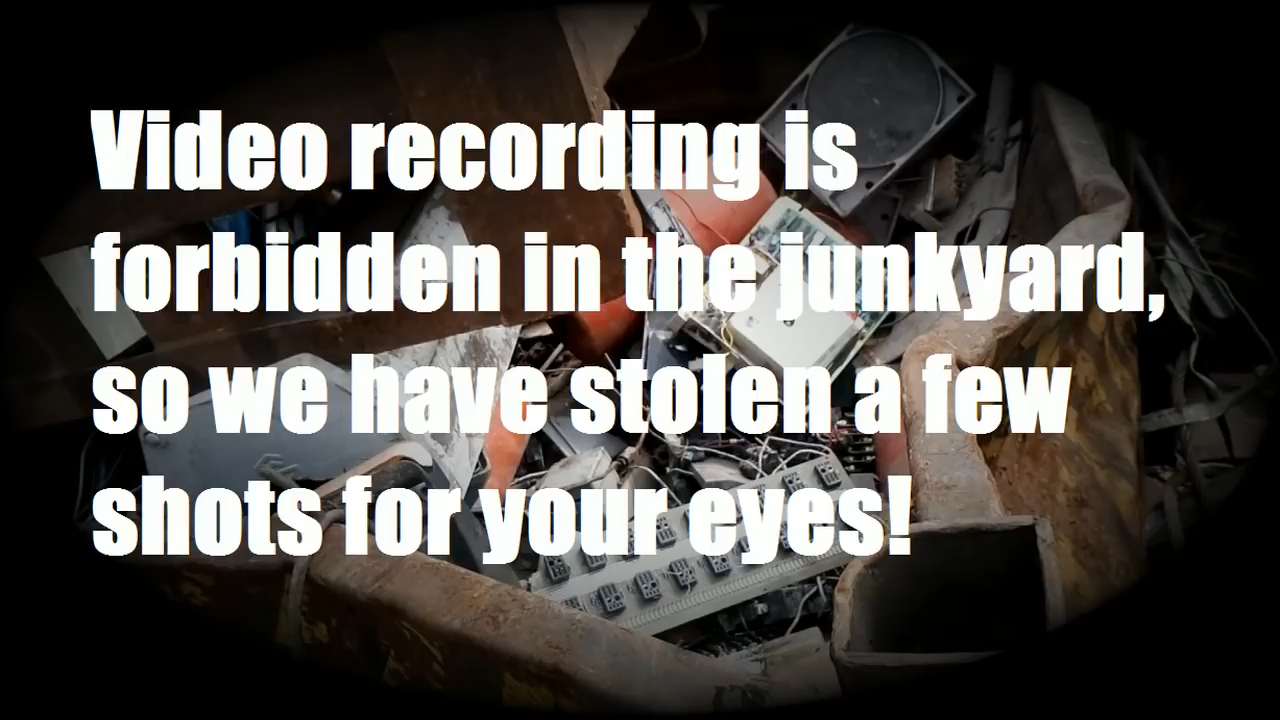 Video recording is
forbidden in the junkyard,
so we have stolen a few
shots for your eyes!